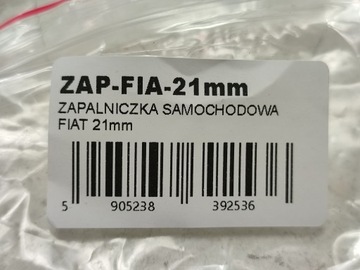 ZAP-FIA-21mm
ZAPALNICZKA SAMOCHODOWA
FIAT 21mm
5 905238 392536